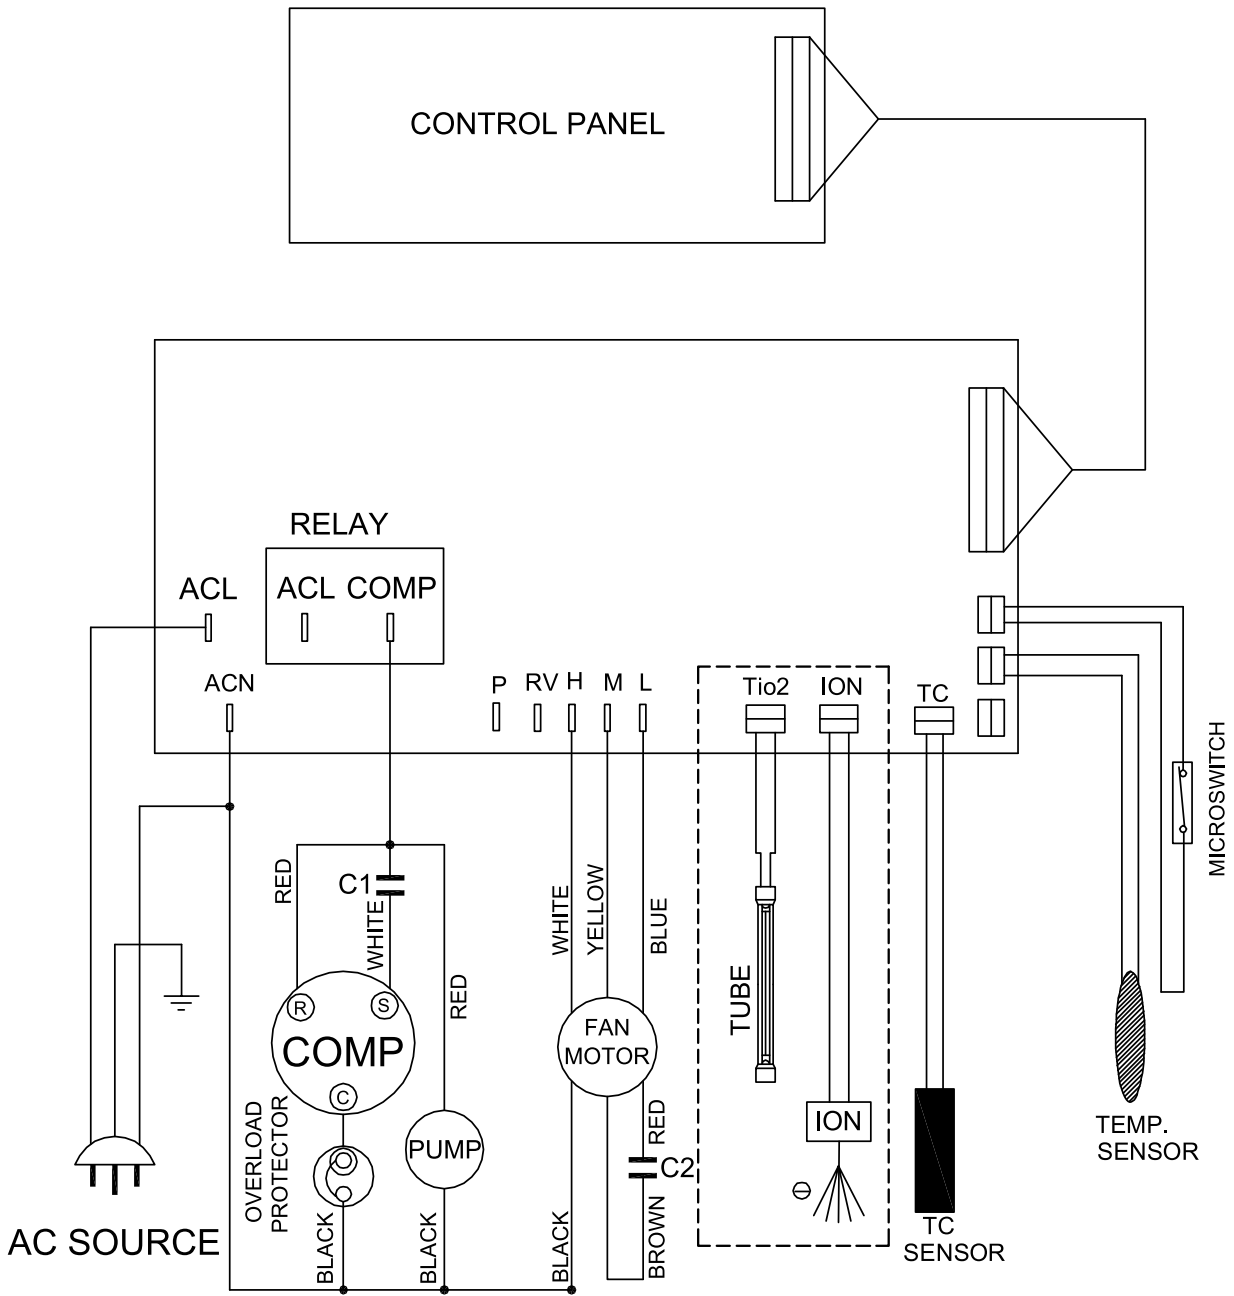 CONTROL PANEL
RELAY
ACL
ACL COMP
ACN
P
RV
H
M
L
Tio2
ION
TC
MICROSWITCH
RED
C1
WHITE
RED
WHITE
YELLOW
BLUE
R
S
COMP
C
FAN
MOTOR
TUBE
ION
OVERLOAD
PROTECTOR
PUMP
RED
C2
TEMP.
SENSOR
BLACK
BLACK
BLACK
BROWN
TC
SENSOR
AC SOURCE